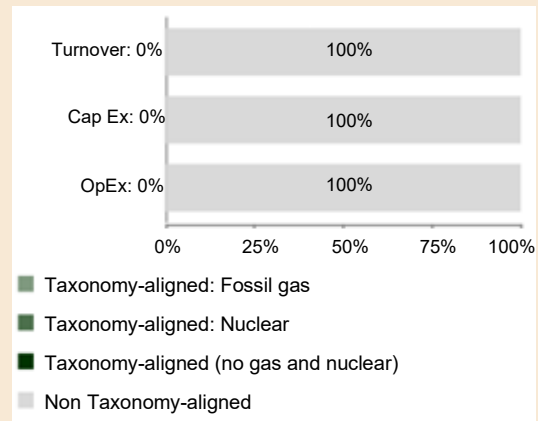 Turnover: 0% 100%
Cap Ex: 0% 100%
OpEx: 0% 100%
0% 25% 50% 75% 100%
Taxonomy-aligned: Fossil gas
Taxonomy-aligned: Nuclear
Taxonomy-aligned (no gas and nuclear)
Non Taxonomy-aligned